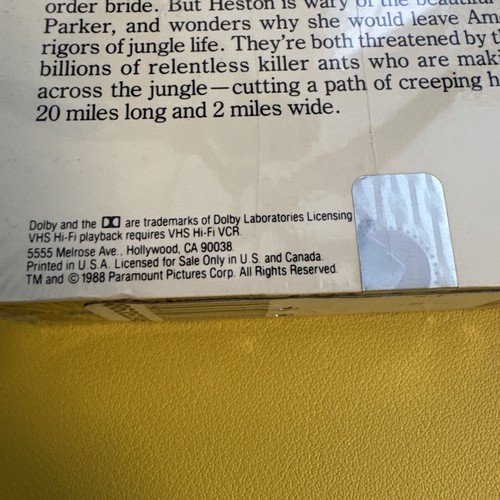 order bride. But Heston is wary of the beautiful
Parker, and wonders why she would leave Am
rigors of jungle life. They're both threatened by t
billions of relentless killer ants who are maki
across the jungle—cutting a path of creeping h
20 miles long and 2 miles wide.
Dolby and the are trademarks of Dolby Laboratories Licensing
VHS Hi-Fi playback requires VHS Hi-Fi VCR.
5555 Melrose Ave., Hollywood, CA 90038.
Printed in U.S.A. Licensed for Sale Only in U.S. and Canada.
TM and © 1988 Paramount Pictures Corp. All Rights Reserved.